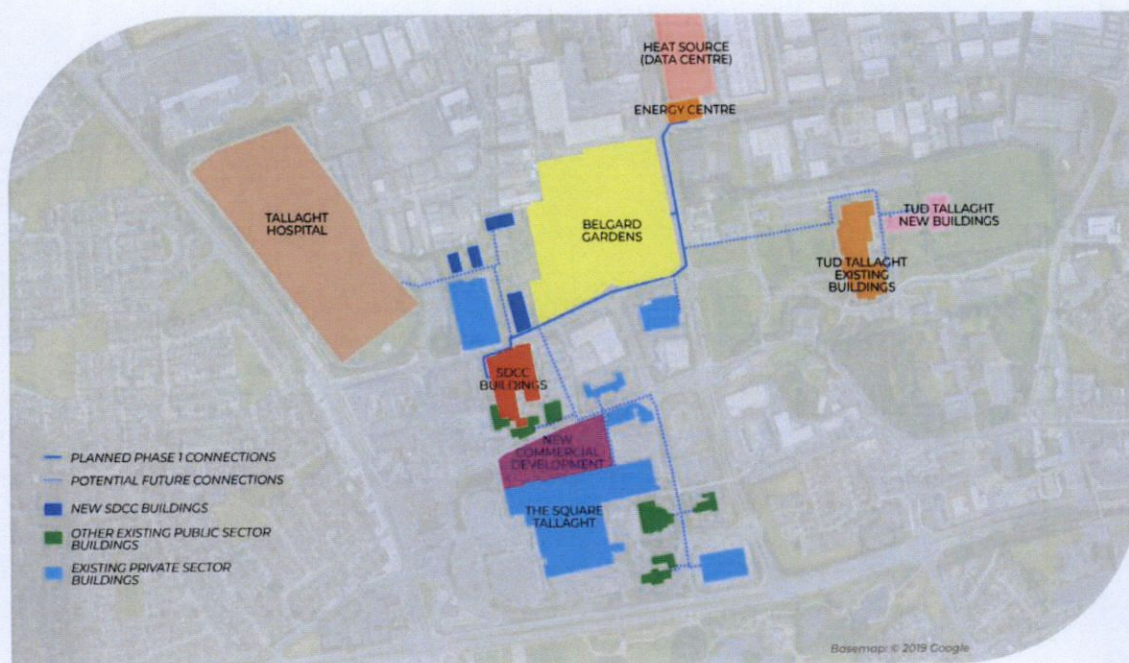 HEAT SOURCE
(DATA CENTRE)
ENERGY CENTRE
TALLAGHT
HOSPITAL
BELGARD
GARDENS
TUD TALLAGHT
NEW BUILDINGS
TUD TALLAGHT
EXISTING
BUILDINGS
SDCC
BUILDINGS
NEW
COMMERCIAL
DEVELOPMENT
THE SQUARE
TALLAGHT
PLANNED PHASE 1 CONNECTIONS
POTENTIAL FUTURE CONNECTIONS
NEW SDCC BUILDINGS
OTHER EXISTING PUBLIC SECTOR
BUILDINGS
EXISTING PRIVATE SECTOR
BUILDINGS
Basemap: © 2019 Google